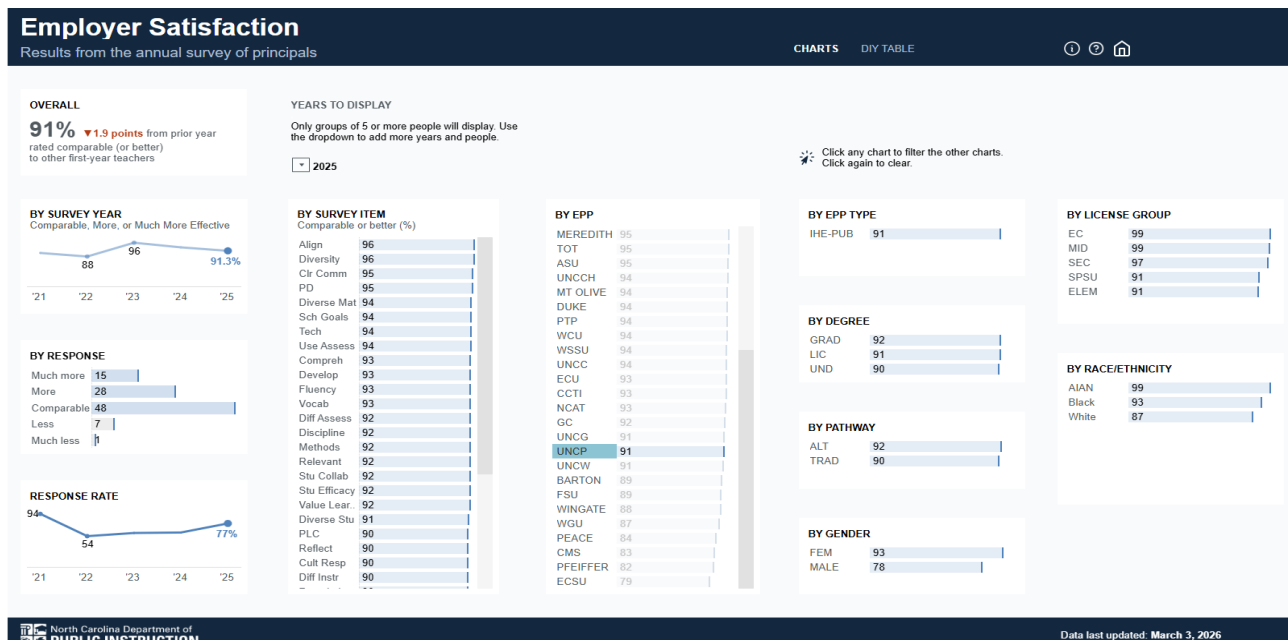 Employer Satisfaction
Results from the annual survey of principals
CHARTS DIY TABLE
OVERALL
91% ▼1.9 points from prior year
rated comparable (or better)
to other first-year teachers
YEARS TO DISPLAY
Only groups of 5 or more people will display. Use
the dropdown to add more years and people.
2025
Click any chart to filter the other charts.
Click again to clear.
BY SURVEY YEAR
Comparable, More, or Much More Effective
88
96
91.3%
'21 '22 '23 '24 '25
BY RESPONSE
Much more 15
More 28
Comparable 48
Less 7
Much less 1
RESPONSE RATE
94
54
77%
'21 '22 '23 '24 '25
BY SURVEY ITEM
Comparable or better (%)
Align 96
Diversity 96
Clr Comm 95
PD 95
Diverse Mat 94
Sch Goals 94
Tech 94
Use Assess 94
Compreh 93
Develop 93
Fluency 93
Vocab 93
Diff Assess 92
Discipline 92
Methods 92
Relevant 92
Stu Collab 92
Stu Efficacy 92
Value Lear.. 92
Diverse Stu 91
PLC 90
Reflect 90
Cult Resp 90
Diff Instr 90
BY EPP
MEREDITH 95
TOT 95
ASU 95
UNCCH 94
MT OLIVE 94
DUKE 94
PTP 94
WCU 94
WSSU 94
UNCC 94
ECU 93
CCTI 93
NCAT 93
GC 92
UNCG 91
UNCP 91
UNCW 91
BARTON 89
FSU 89
WINGATE 88
WGU 87
PEACE 84
CMS 83
PFEIFFER 82
ECSU 79
BY EPP TYPE
IHE-PUB 91
BY DEGREE
GRAD 92
LIC 91
UND 90
BY PATHWAY
ALT 92
TRAD 90
BY GENDER
FEM 93
MALE 78
BY LICENSE GROUP
EC 99
MID 99
SEC 97
SPSU 91
ELEM 91
BY RACE/ETHNICITY
AIAN 99
Black 93
White 87
North Carolina Department of
PUBLIC INSTRUCTION
Data last updated: March 3, 2026